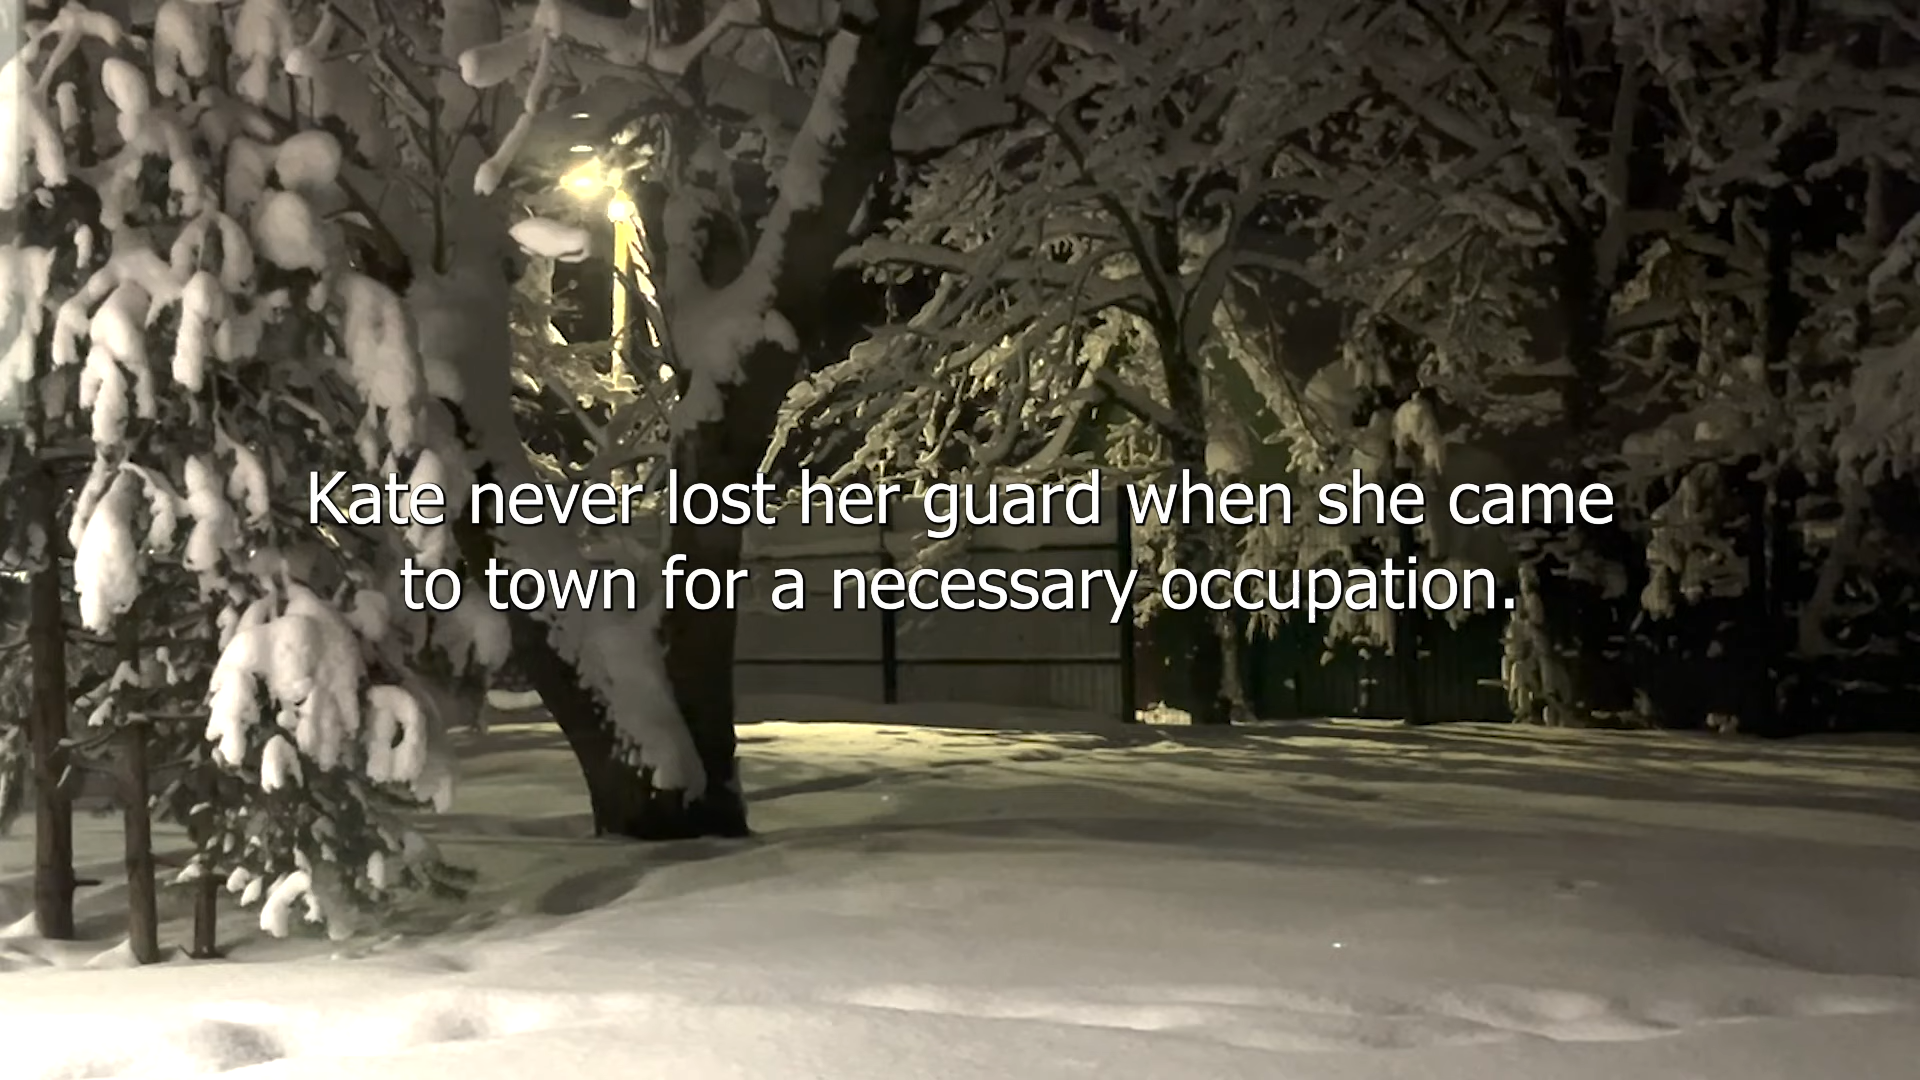 Kate never lost her guard when she came
to town for a necessary occupation.